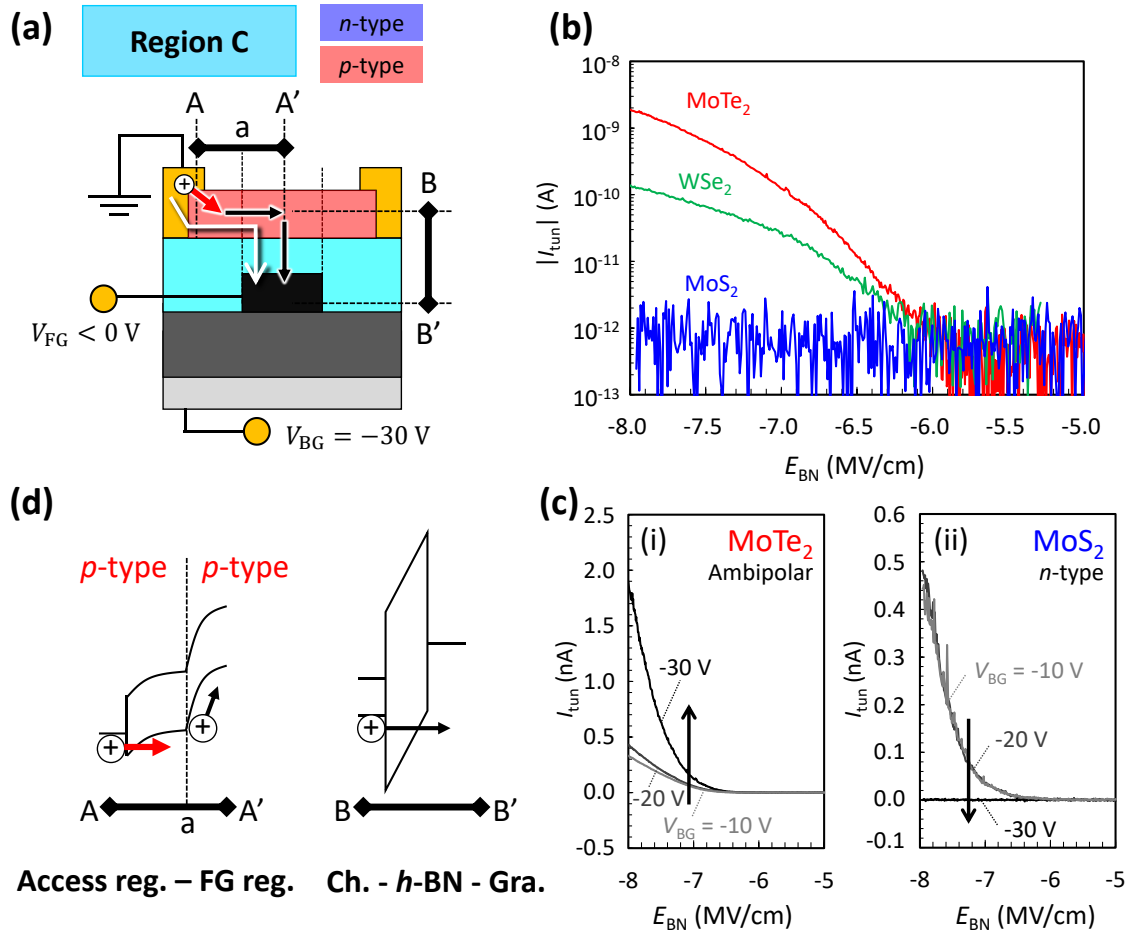 (a)
Region C
n-type
p-type
A
A’
a
B
B’
+
V_FG < 0 V
V_BG = −30 V
(b)
|I_tun| (A)
10⁻⁸
10⁻⁹
10⁻¹⁰
10⁻¹¹
10⁻¹²
10⁻¹³
MoTe₂
WSe₂
MoS₂
-8.0 -7.5 -7.0 -6.5 -6.0 -5.5 -5.0
E_BN (MV/cm)
(d)
p-type p-type
+
+
+
A a A’
B B’
Access reg. – FG reg.
Ch. - h-BN - Gra.
(c)
I_tun (nA)
2.5
2.0
1.5
1.0
0.5
0.0
-0.5
(i)
MoTe₂
Ambipolar
-30 V
-20 V
V_BG = -10 V
-8 -7 -6 -5
E_BN (MV/cm)
I_tun (nA)
0.6
0.5
0.4
0.3
0.2
0.1
0.0
-0.1
(ii)
MoS₂
n-type
V_BG = -10 V
-20 V
-30 V
-8 -7 -6 -5
E_BN (MV/cm)